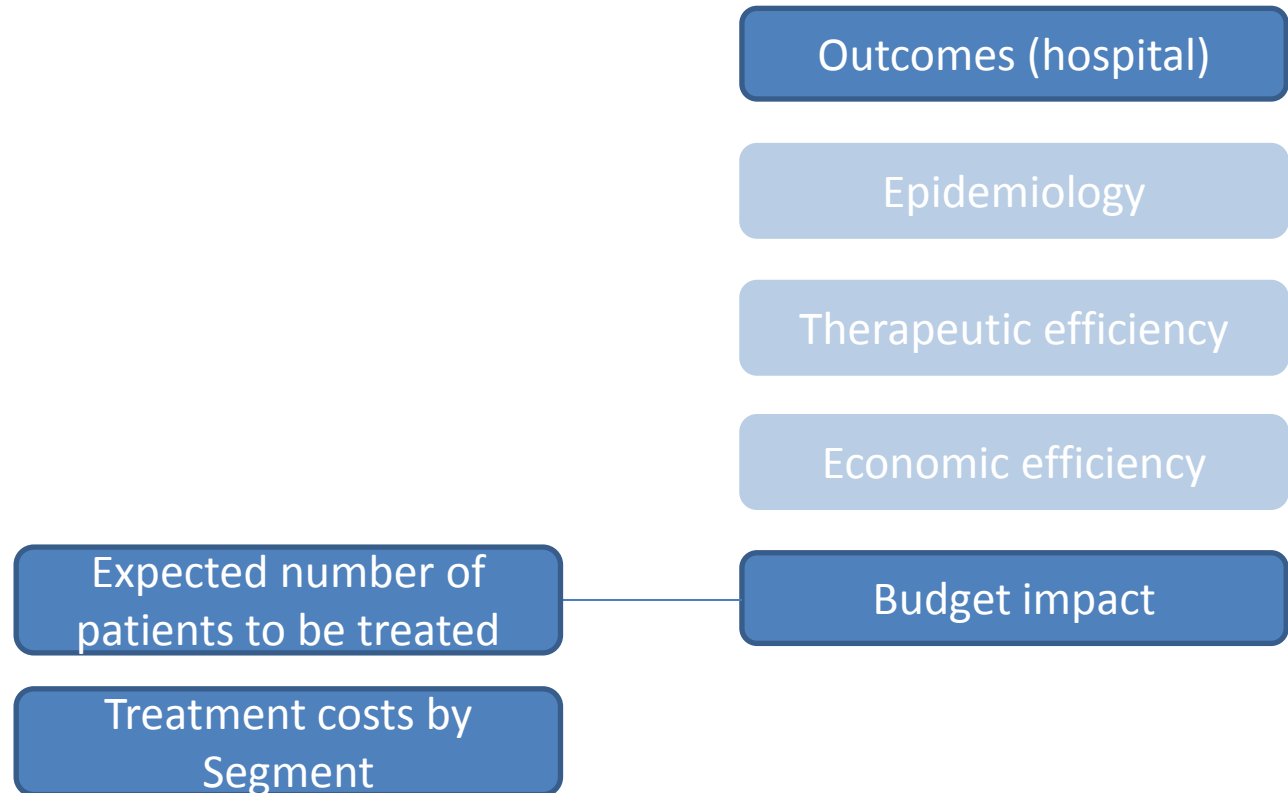 Outcomes (hospital)
Epidemiology
Therapeutic efficiency
Economic efficiency
Expected number of
patients to be treated
Budget impact
Treatment costs by
Segment